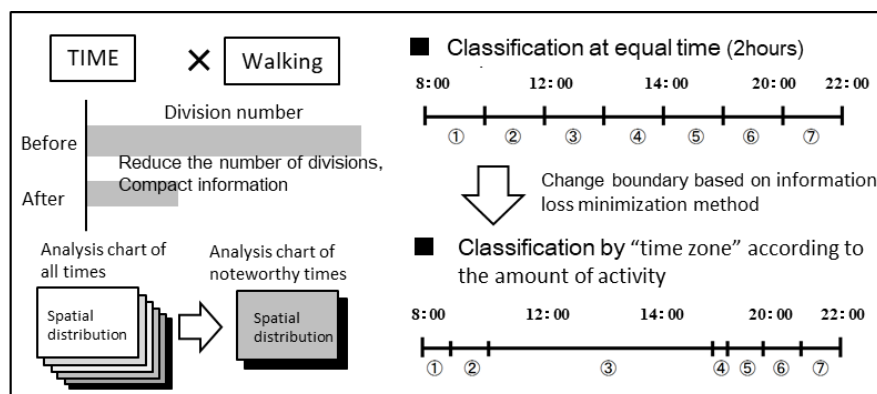 TIME × Walking
Division number
Before
Reduce the number of divisions,
Compact information
After
Analysis chart of
all times
Analysis chart of
noteworthy times
Spatial
distribution
Spatial
distribution
■ Classification at equal time (2hours)
8:00 12:00 14:00 20:00 22:00
① ② ③ ④ ⑤ ⑥ ⑦
Change boundary based on information
loss minimization method
■ Classification by “time zone” according to
the amount of activity
8:00 12:00 14:00 20:00 22:00
① ② ③ ④ ⑤ ⑥ ⑦